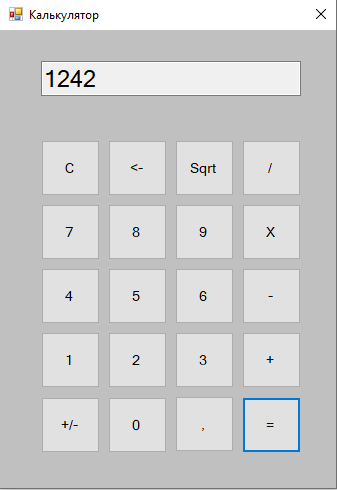 Калькулятор
1242
C <- Sqrt /
7 8 9 X
4 5 6 -
1 2 3 +
+/- 0 , =